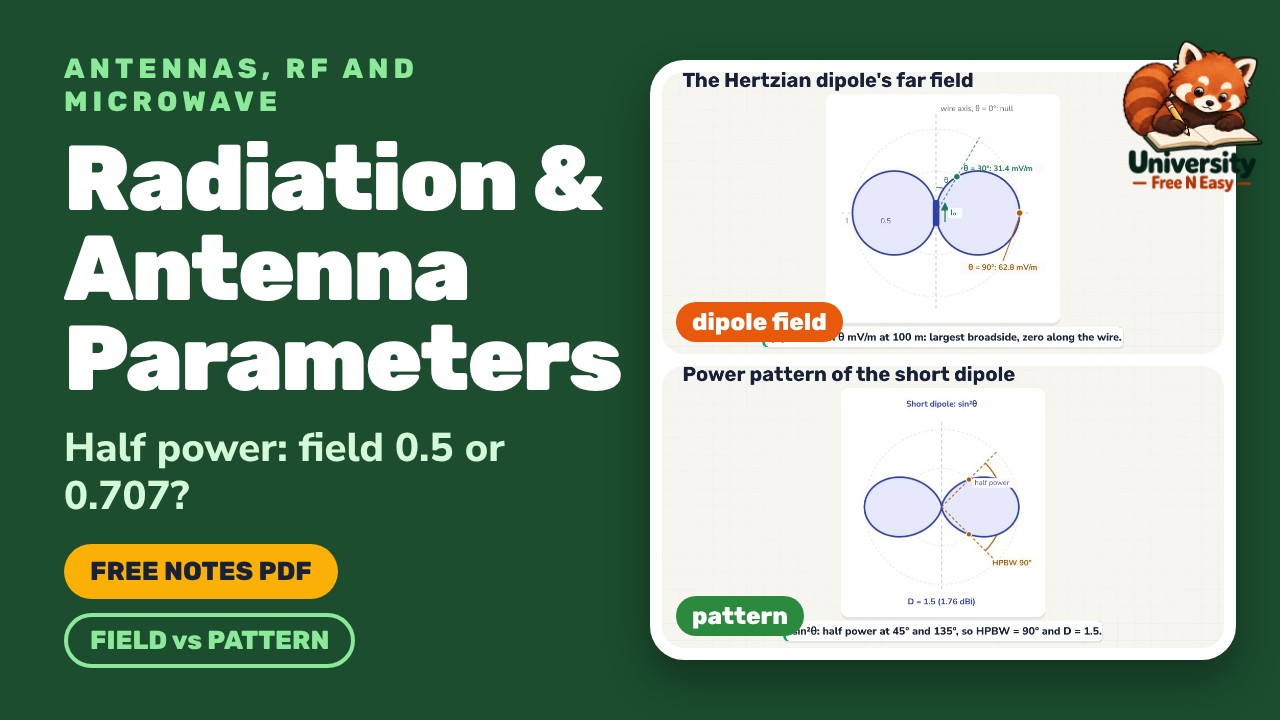 ANTENNAS, RF AND
MICROWAVE
Radiation &
Antenna
Parameters
Half power: field 0.5 or
0.707?
FREE NOTES PDF
FIELD vs PATTERN
The Hertzian dipole's far field
wire axis, θ = 0°: null
θ = 30°: 31.4 mV/m
θ
I₀
1
0.5
θ = 90°: 62.8 mV/m
dipole field
θ mV/m at 100 m: largest broadside, zero along the wire.
Power pattern of the short dipole
Short dipole: sin²θ
half power
HPBW 90°
D = 1.5 (1.76 dBi)
pattern
sin²θ: half power at 45° and 135°, so HPBW = 90° and D = 1.5.
University
Free N Easy